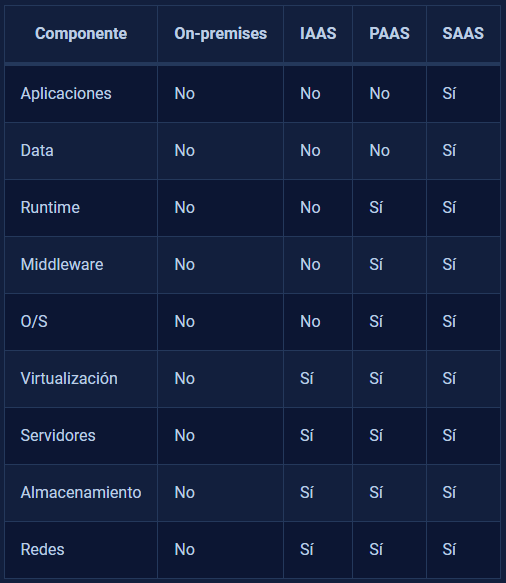 Componente On-premises IAAS PAAS SAAS
Aplicaciones No No No Sí
Data No No No Sí
Runtime No No Sí Sí
Middleware No No Sí Sí
O/S No No Sí Sí
Virtualización No Sí Sí Sí
Servidores No Sí Sí Sí
Almacenamiento No Sí Sí Sí
Redes No Sí Sí Sí